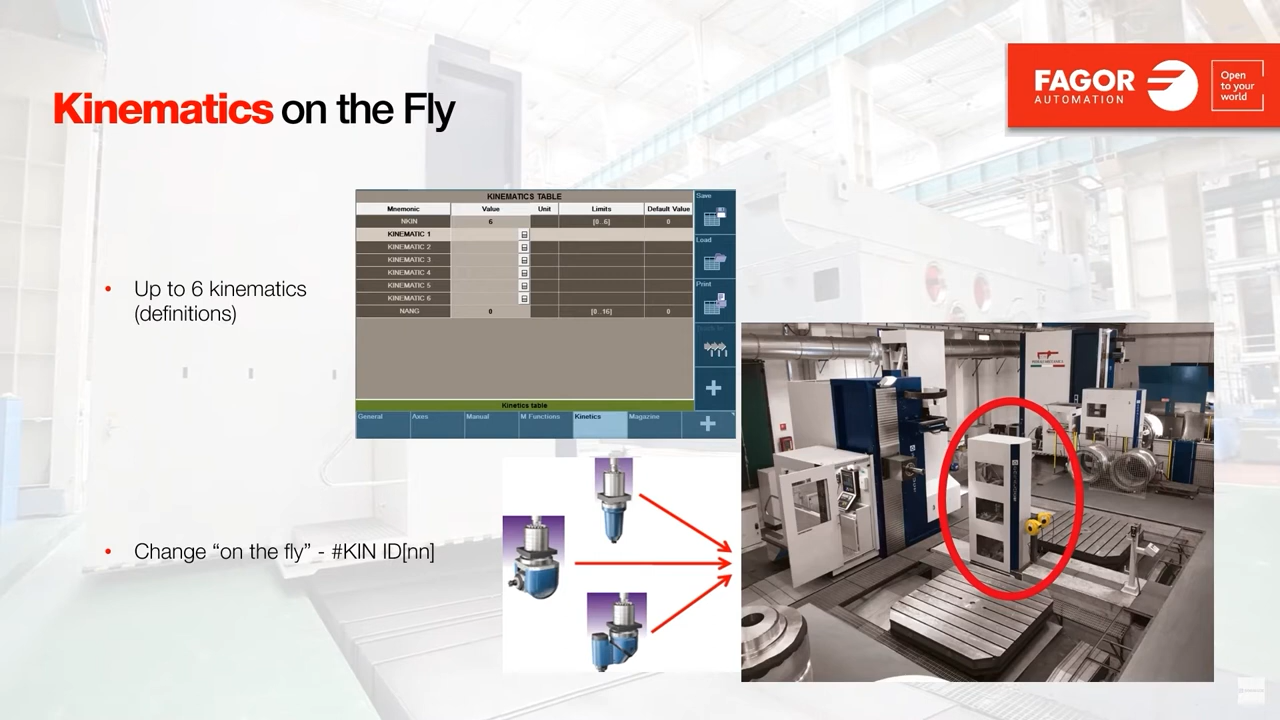 Kinematics on the Fly
FAGOR
AUTOMATION
Open
to your
world
KINEMATICS TABLE
Mnemonic Value Unit Limits Default Value
NKIN 6 [0..6] 0
KINEMATIC 1
KINEMATIC 2
KINEMATIC 3
KINEMATIC 4
KINEMATIC 5
KINEMATIC 6
NANG 0 [0..16] 0
Save
Load
Print
Kinetics table
General Axes Manual M Functions Kinetics Magazine
• Up to 6 kinematics
(definitions)
• Change “on the fly” - #KIN ID[nn]